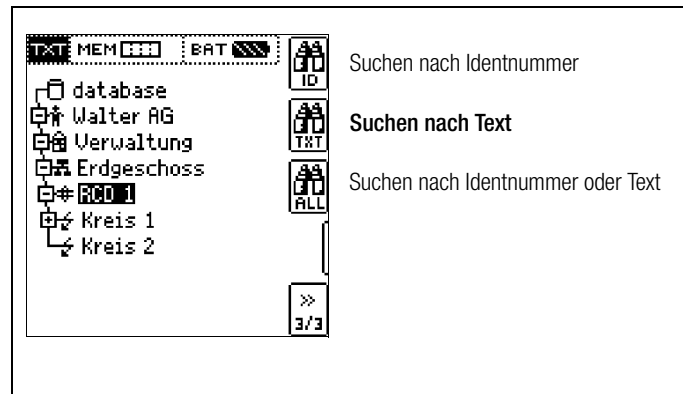 TXT MEM BAT
database
Walter AG
Verwaltung
Erdgeschoss
RCD 1
Kreis 1
Kreis 2
ID
TXT
ALL
»
3/3
Suchen nach Identnummer
Suchen nach Text
Suchen nach Identnummer oder Text